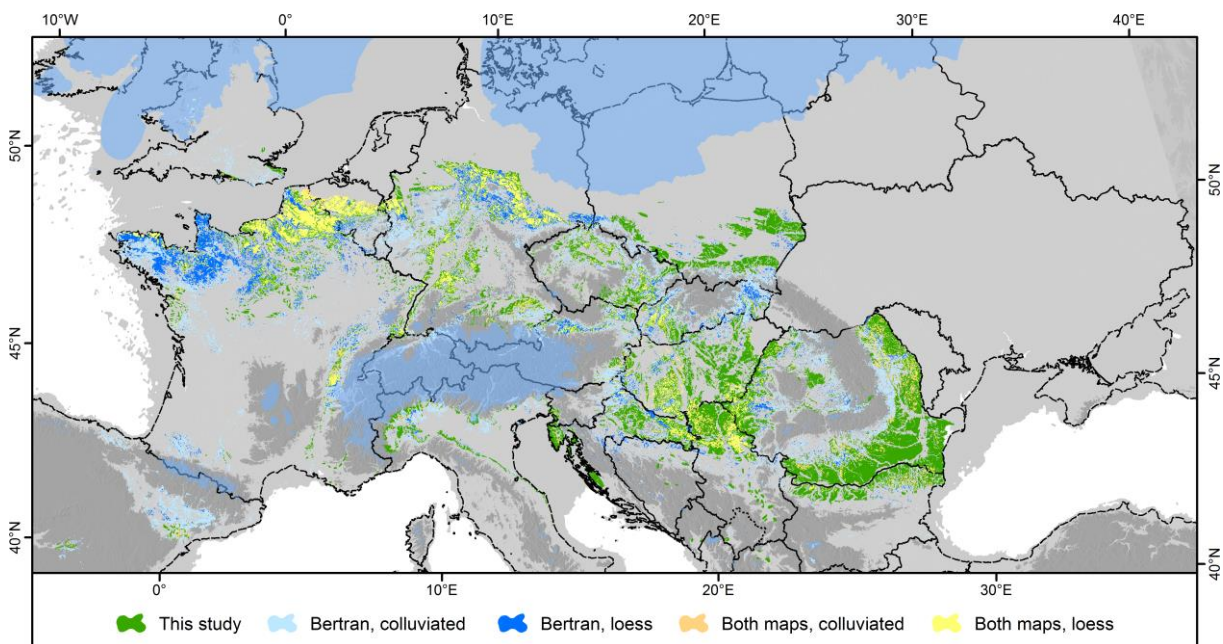 10°W 0° 10°E 20°E 30°E 40°E
50°N 50°N
45°N 45°N
40°N 40°N
0° 10°E 20°E 30°E
This study Bertran, colluviated Bertran, loess Both maps, colluviated Both maps, loess